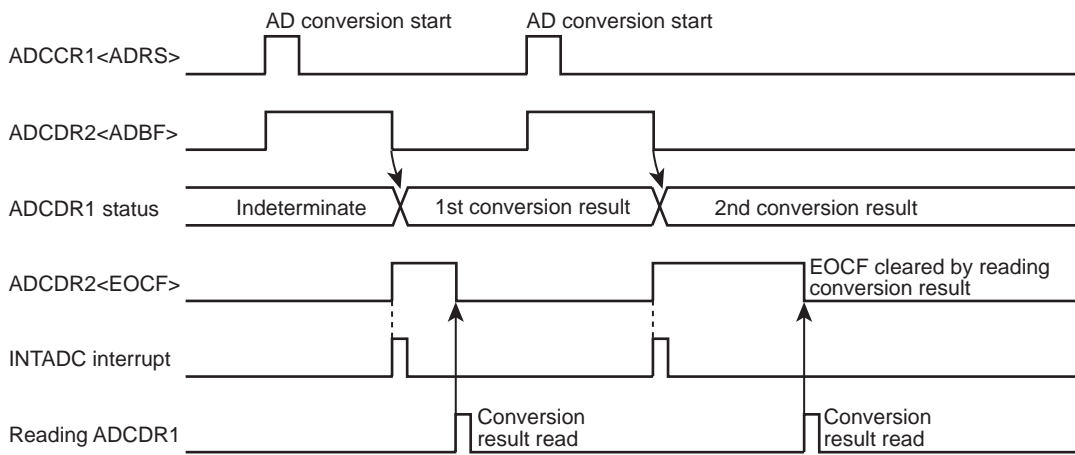 AD conversion start
AD conversion start
ADCCR1<ADRS>
ADCDR2<ADBF>
ADCDR1 status
Indeterminate
1st conversion result
2nd conversion result
ADCDR2<EOCF>
EOCF cleared by reading
conversion result
INTADC interrupt
Reading ADCDR1
Conversion
result read
Conversion
result read